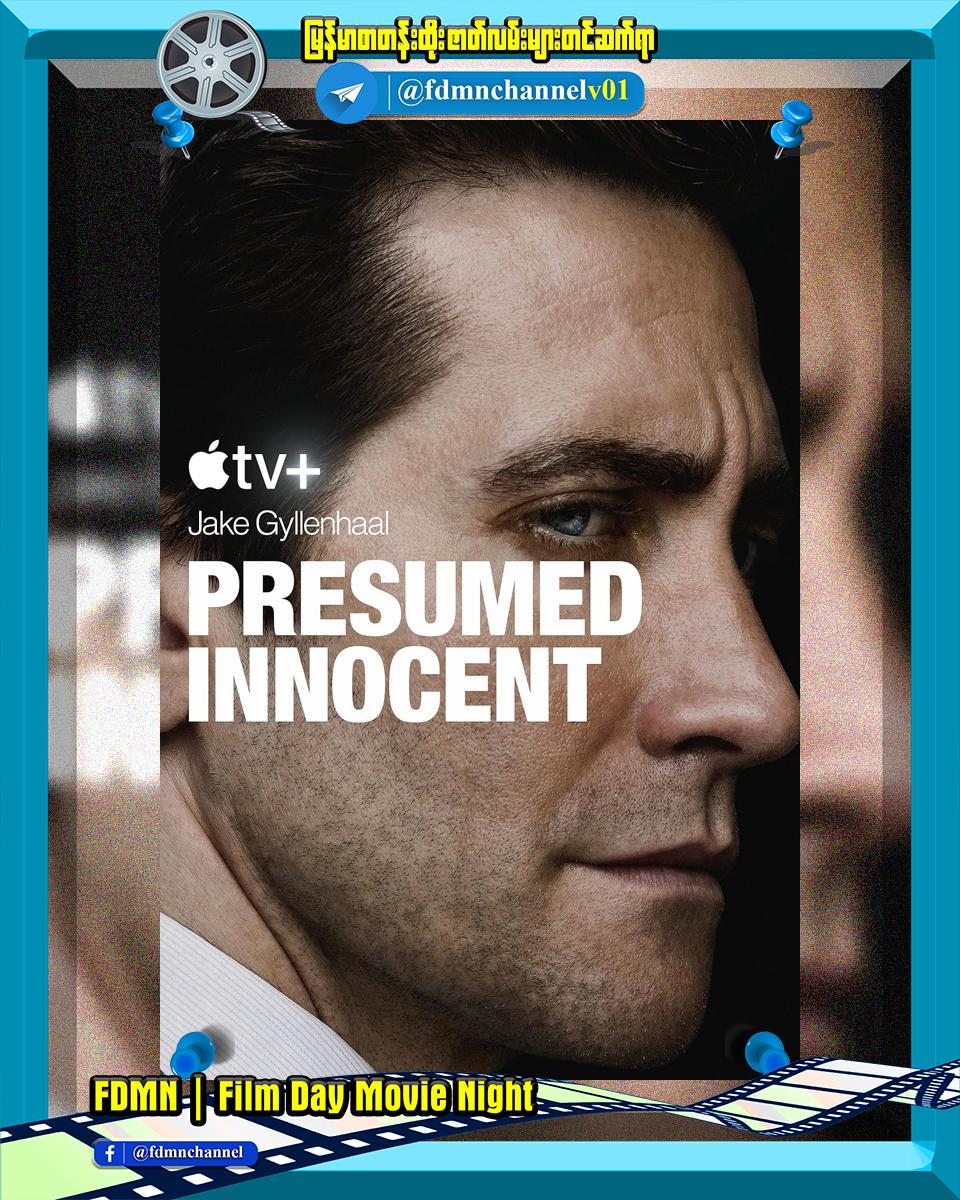 မြန်မာစာတန်းထိုးဇာတ်လမ်းများတင်ဆက်ရာ
@fdmnchannelv01
tv+
Jake Gyllenhaal
PRESUMED
INNOCENT
FDMN | Film Day Movie Night
@fdmnchannel